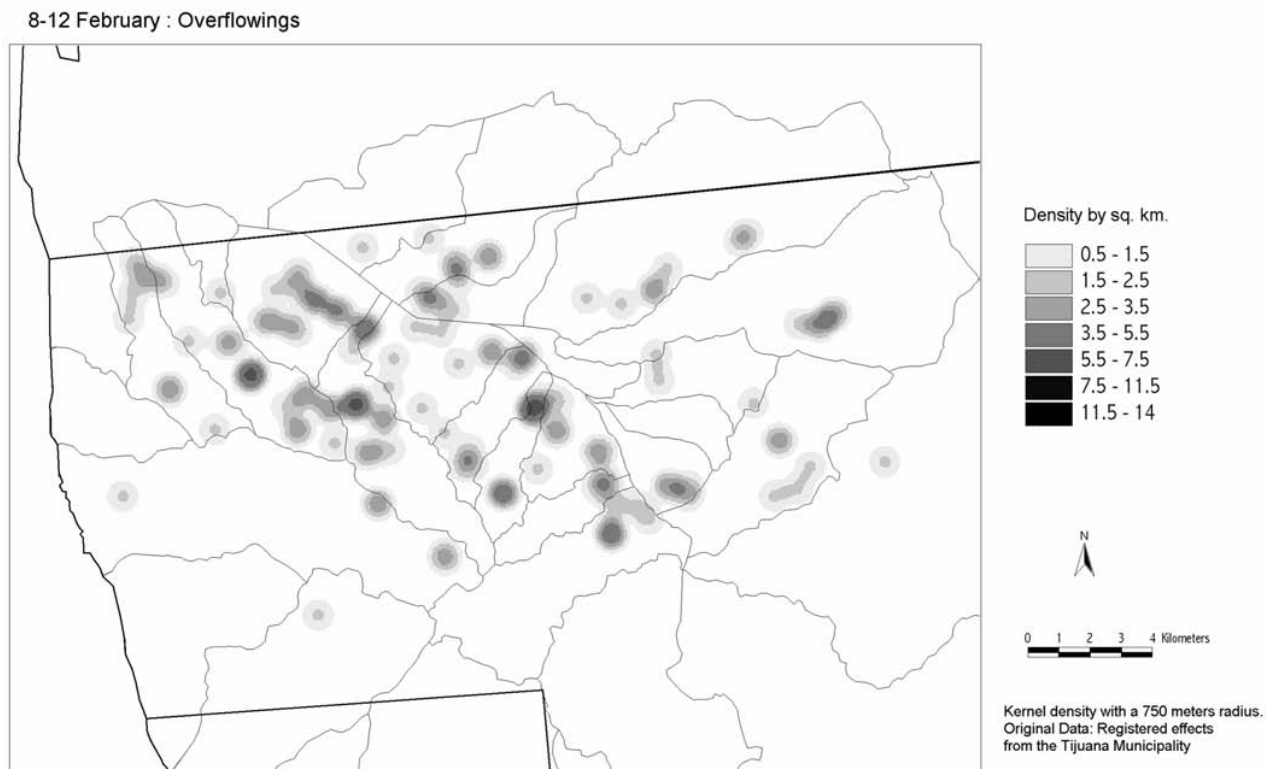 8-12 February : Overflowings
Density by sq. km.
0.5 - 1.5
1.5 - 2.5
2.5 - 3.5
3.5 - 5.5
5.5 - 7.5
7.5 - 11.5
11.5 - 14
N
0 1 2 3 4 Kilometers
Kernel density with a 750 meters radius.
Original Data: Registered effects
from the Tijuana Municipality